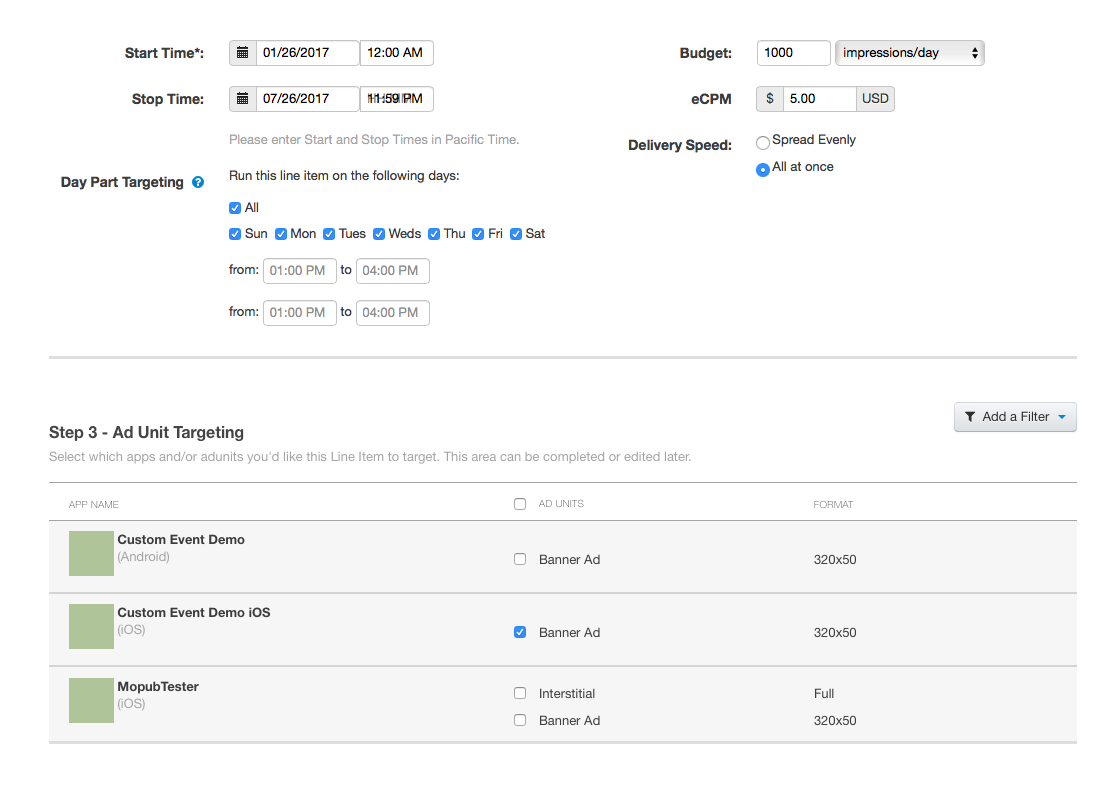 Start Time*: 01/26/2017 12:00 AM
Budget: 1000 impressions/day
Stop Time: 07/26/2017 11:59 PM
eCPM $ 5.00 USD
Please enter Start and Stop Times in Pacific Time.
Delivery Speed: Spread Evenly
All at once
Day Part Targeting ? Run this line item on the following days:
All
Sun Mon Tues Weds Thu Fri Sat
from: 01:00 PM to 04:00 PM
from: 01:00 PM to 04:00 PM
Add a Filter
Step 3 - Ad Unit Targeting
Select which apps and/or adunits you'd like this Line Item to target. This area can be completed or edited later.
APP NAME AD UNITS FORMAT
Custom Event Demo
(Android)
Banner Ad 320x50
Custom Event Demo iOS
(iOS)
Banner Ad 320x50
MopubTester
(iOS)
Interstitial Full
Banner Ad 320x50